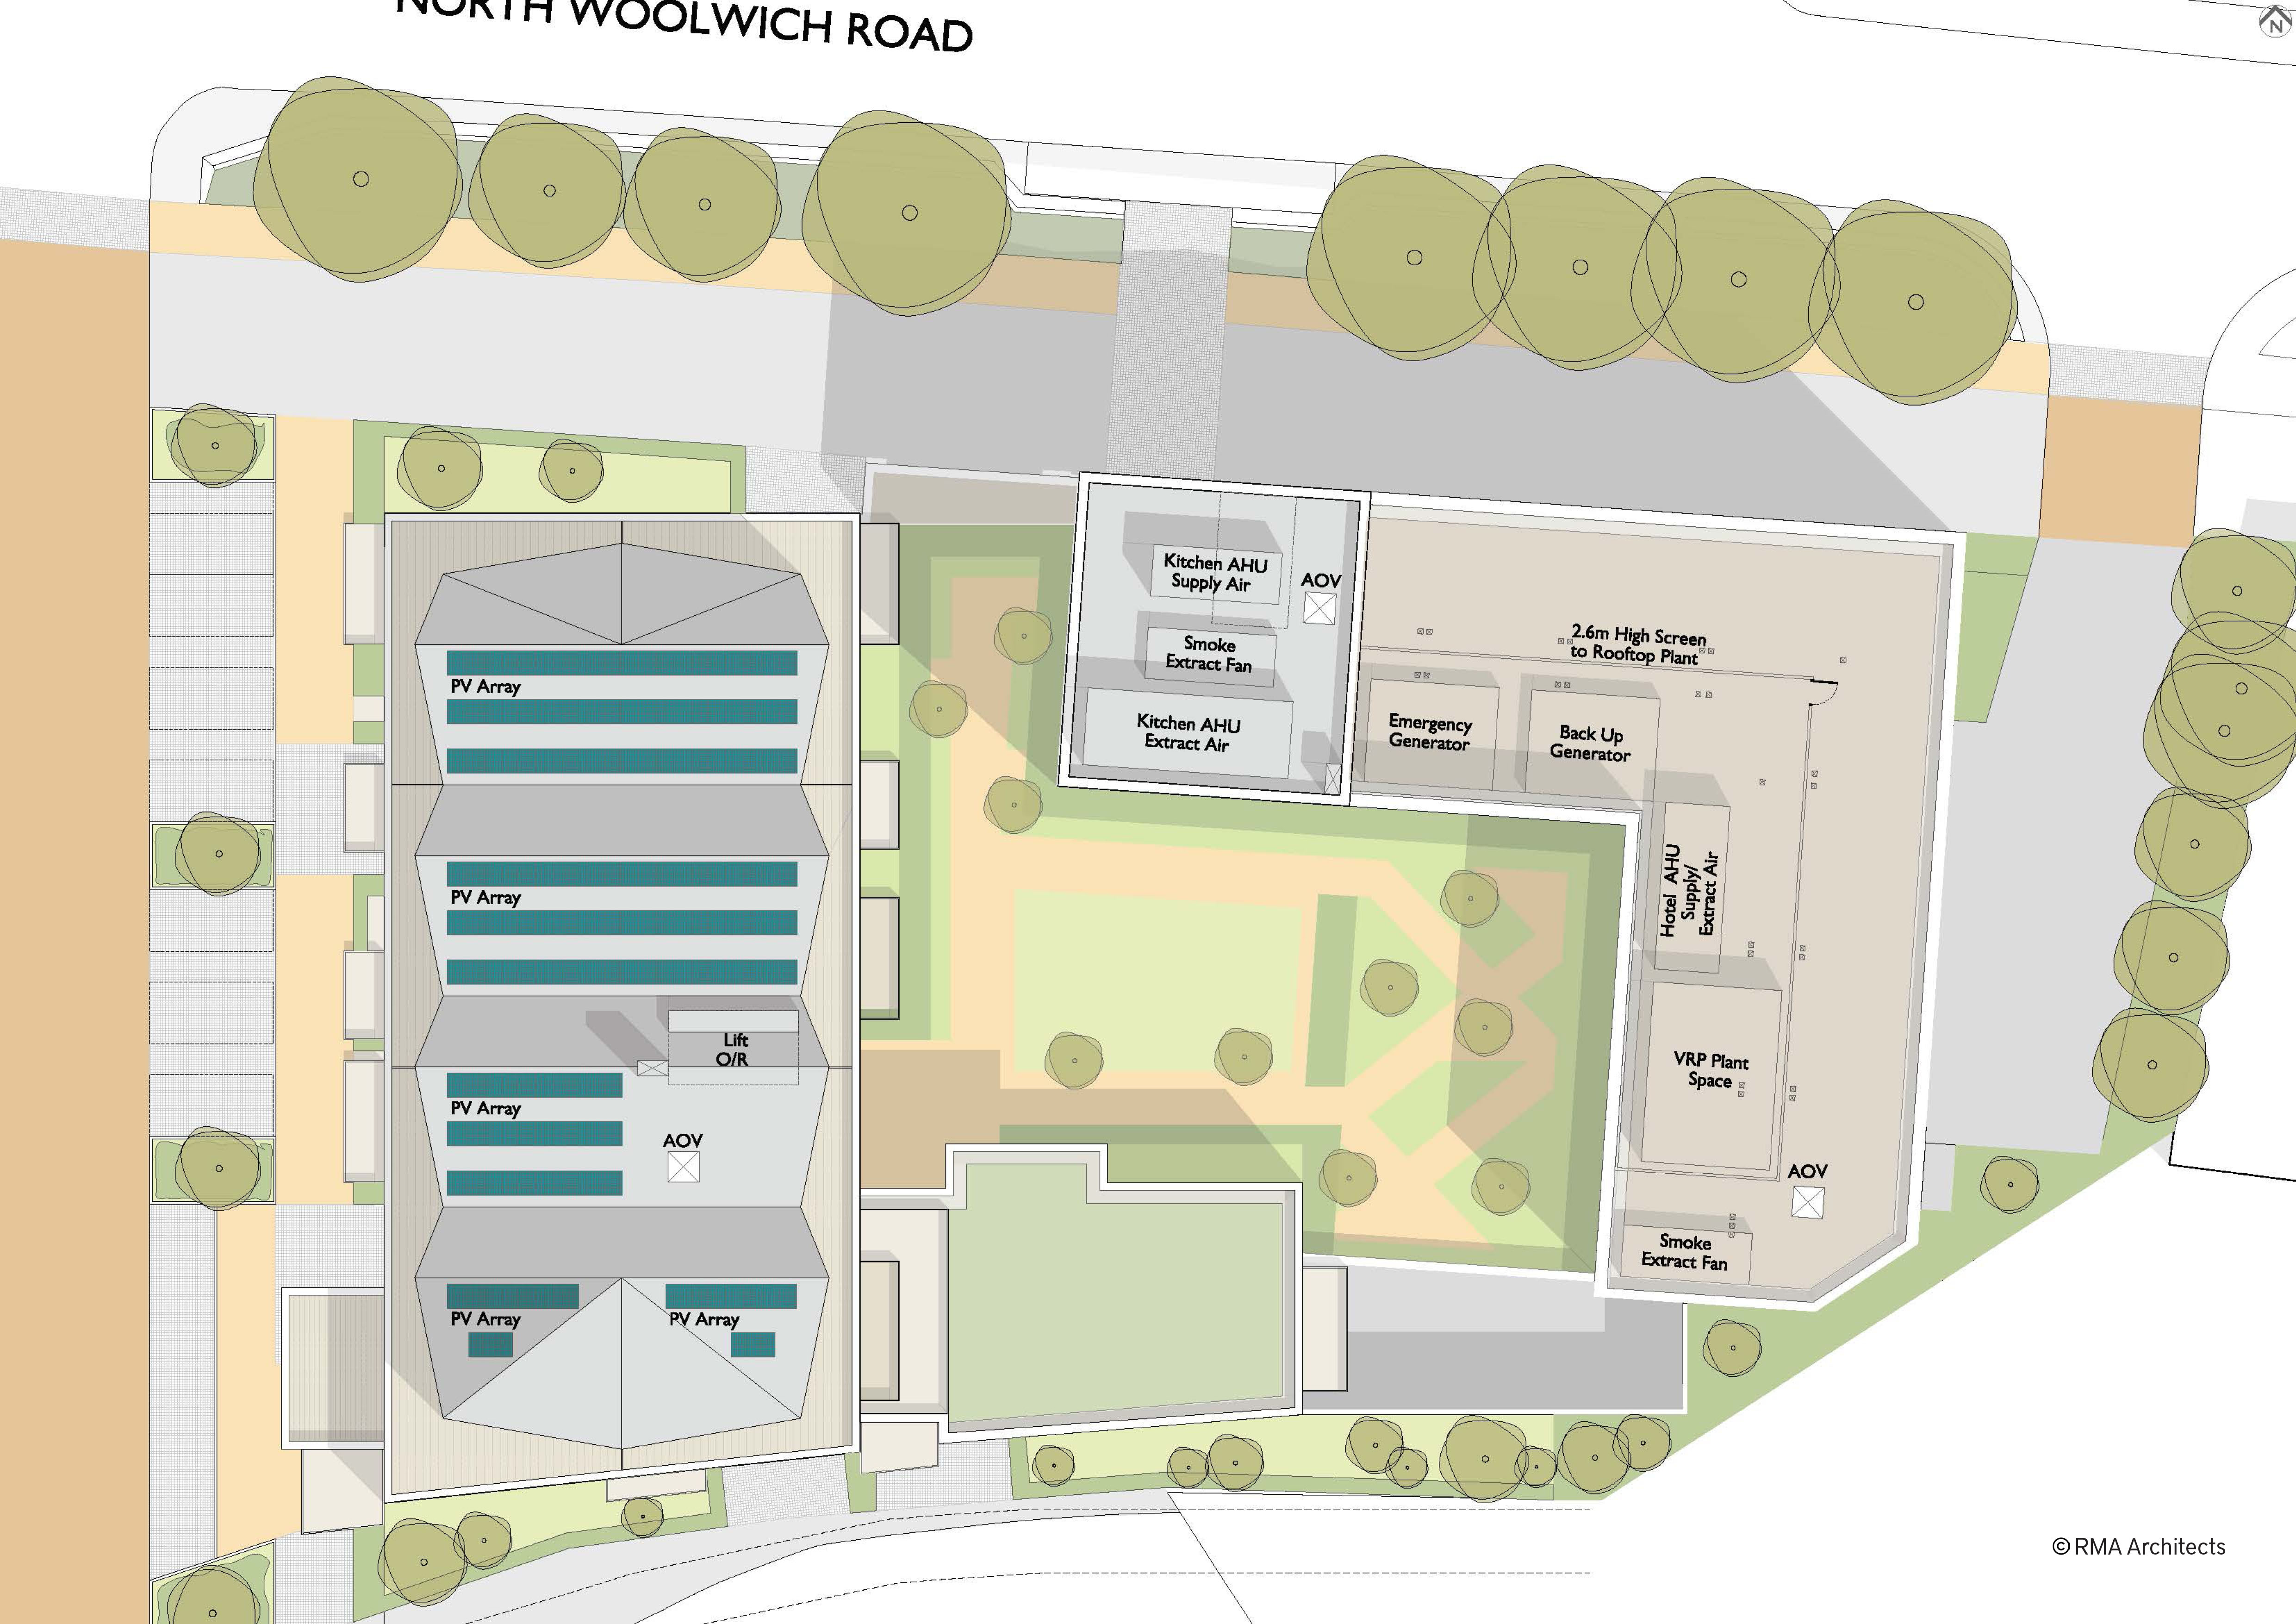 NORTH WOOLWICH ROAD
N
Kitchen AHU
Supply Air
AOV
Smoke
Extract Fan
Kitchen AHU
Extract Air
2.6m High Screen
to Rooftop Plant
Emergency
Generator
Back Up
Generator
Hotel AHU
Supply/
Extract Air
VRP Plant
Space
AOV
Smoke
Extract Fan
PV Array
PV Array
Lift
O/R
PV Array
AOV
PV Array
PV Array
© RMA Architects